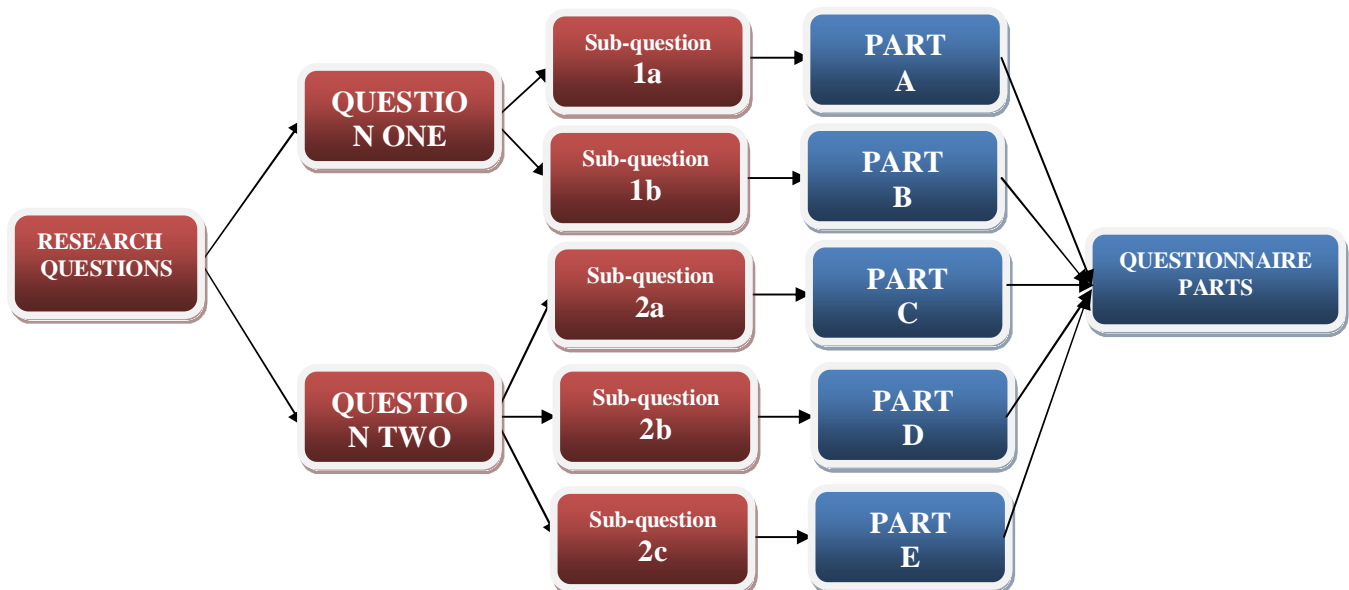 RESEARCH
QUESTIONS
QUESTIO
N ONE
QUESTIO
N TWO
Sub-question
1a
Sub-question
1b
Sub-question
2a
Sub-question
2b
Sub-question
2c
PART
A
PART
B
PART
C
PART
D
PART
E
QUESTIONNAIRE
PARTS